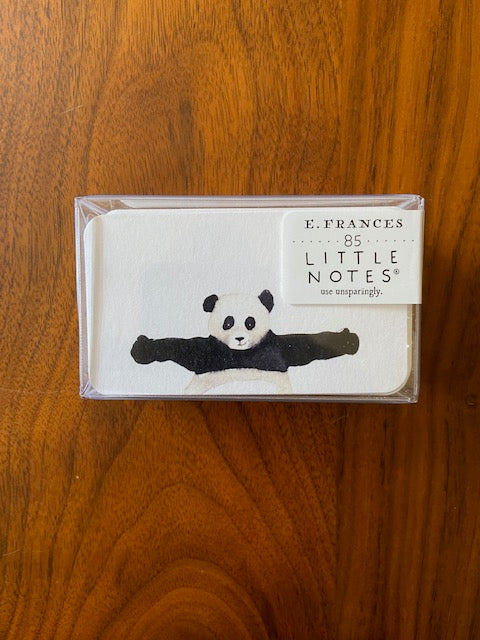 E. FRANCES
85
LITTLE
NOTES®
use unsparingly.